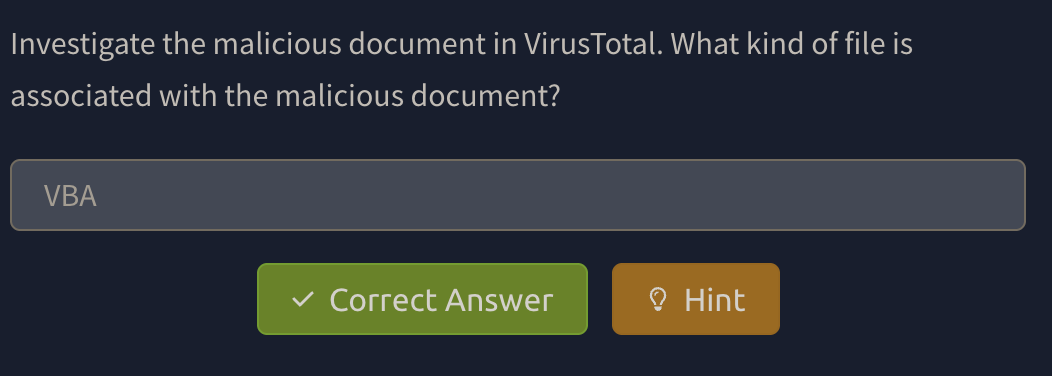 Investigate the malicious document in VirusTotal. What kind of file is
associated with the malicious document?
VBA
Correct Answer
Hint